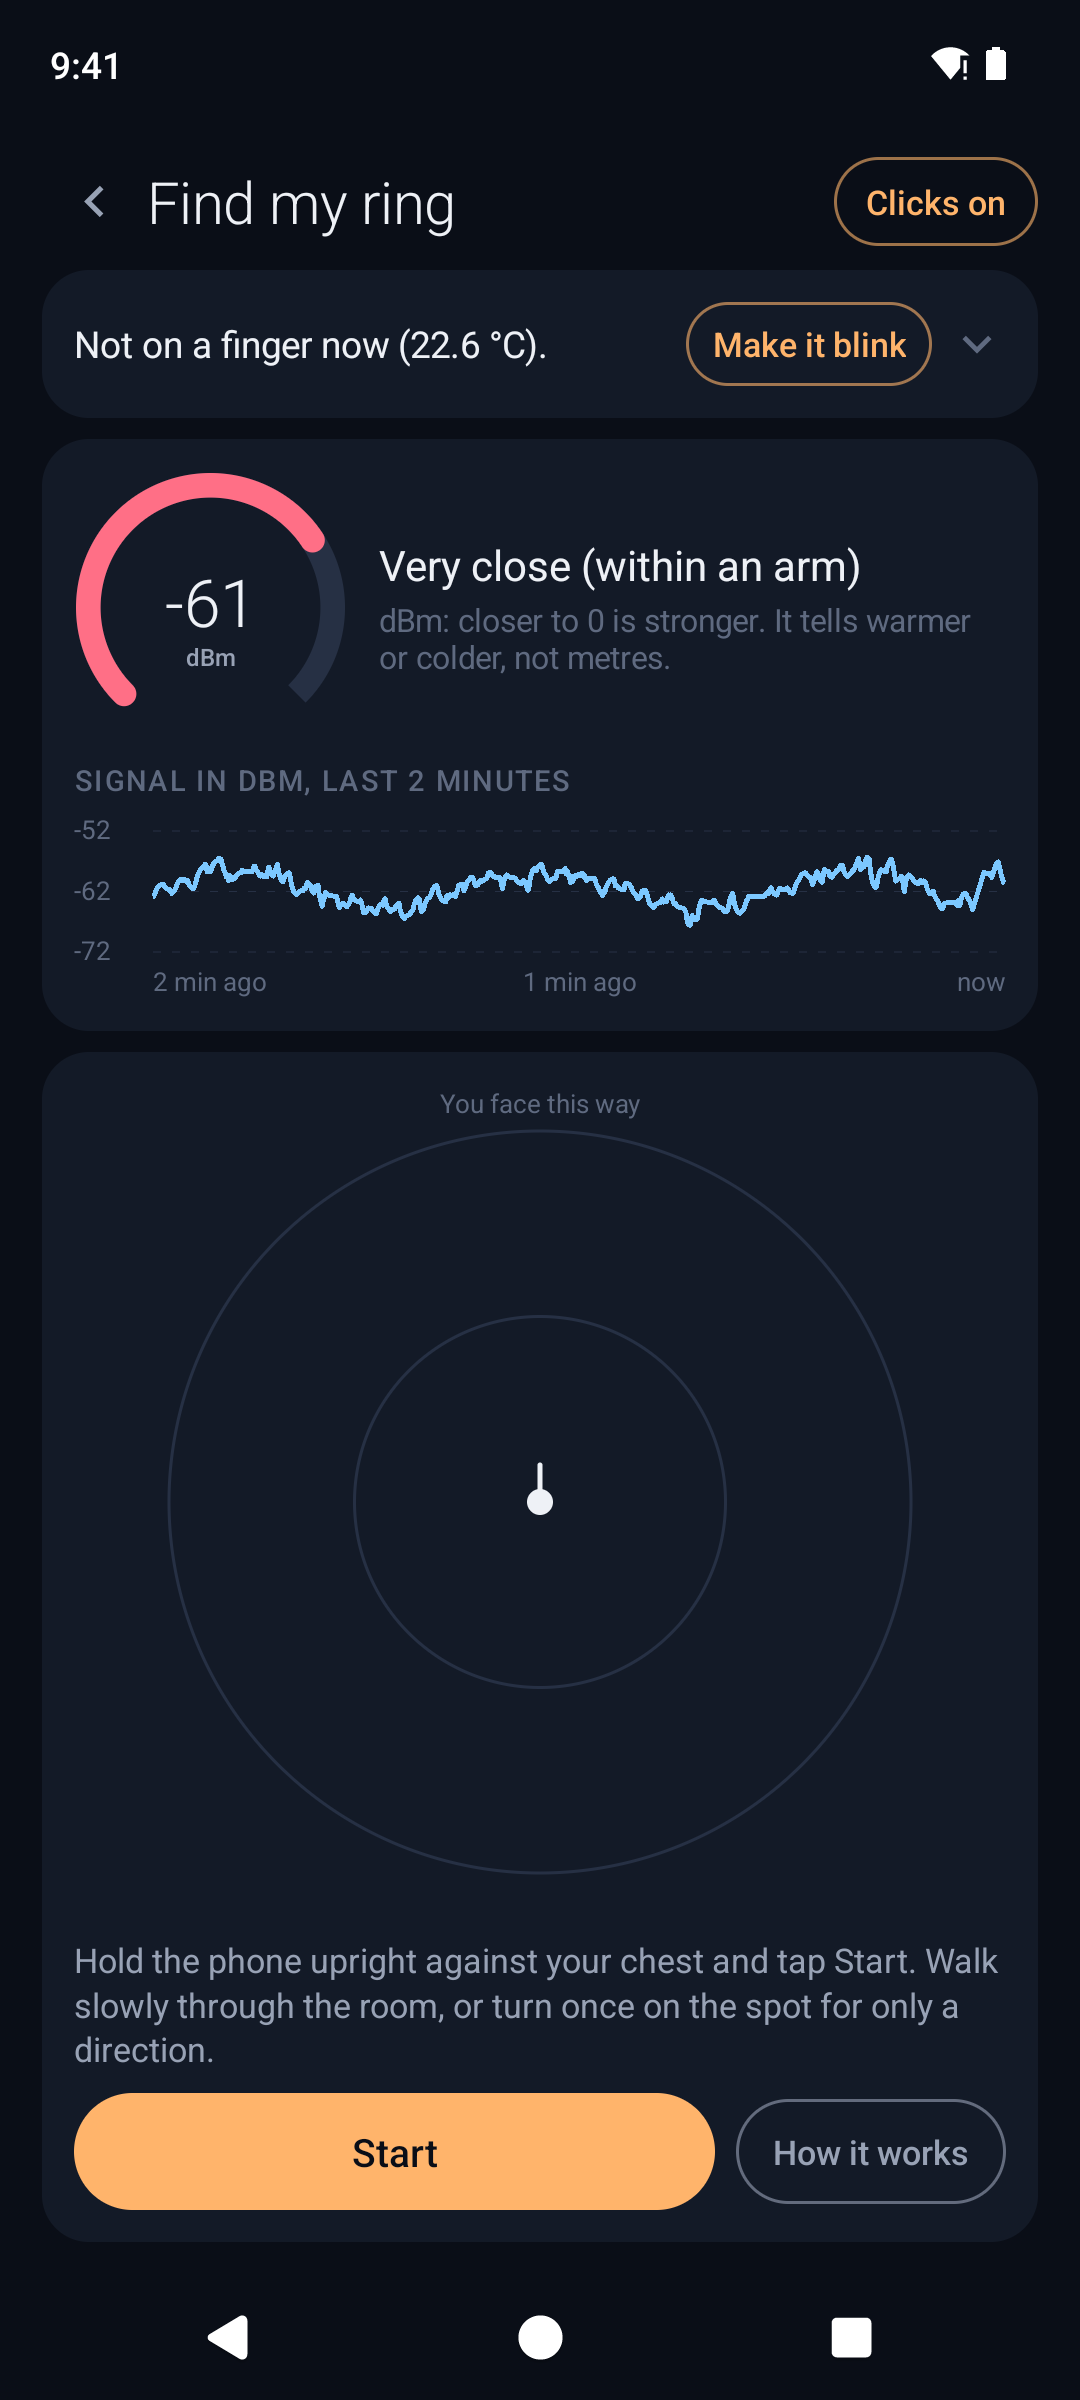 9:41
Find my ring
Clicks on
Not on a finger now (22.6 °C).
Make it blink
-61
dBm
Very close (within an arm)
dBm: closer to 0 is stronger. It tells warmer
or colder, not metres.
SIGNAL IN DBM, LAST 2 MINUTES
-52
-62
-72
2 min ago
1 min ago
now
You face this way
Hold the phone upright against your chest and tap Start. Walk
slowly through the room, or turn once on the spot for only a
direction.
Start
How it works